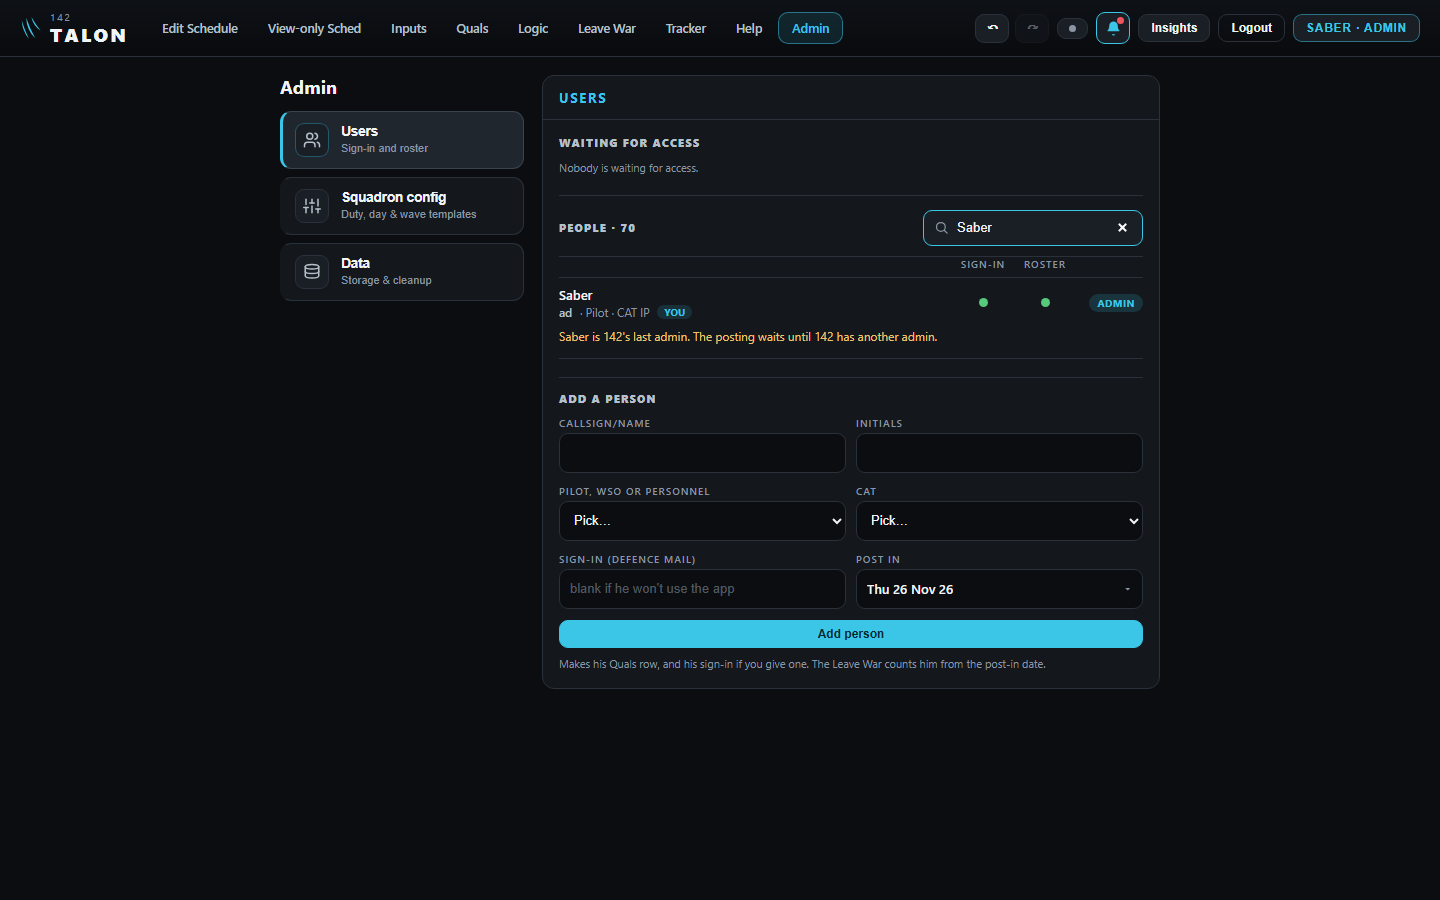 142
TALON
Edit Schedule
View-only Sched
Inputs
Quals
Logic
Leave War
Tracker
Help
Admin
Insights
Logout
SABER · ADMIN
Admin
Users
Sign-in and roster
Squadron config
Duty, day & wave templates
Data
Storage & cleanup
USERS
WAITING FOR ACCESS
Nobody is waiting for access.
PEOPLE · 70
Saber
SIGN-IN ROSTER
Saber
ad · Pilot · CAT IP YOU
ADMIN
Saber is 142's last admin. The posting waits until 142 has another admin.
ADD A PERSON
CALLSIGN/NAME
INITIALS
PILOT, WSO OR PERSONNEL
CAT
Pick...
Pick...
SIGN-IN (DEFENCE MAIL)
POST IN
blank if he won't use the app
Thu 26 Nov 26
Add person
Makes his Quals row, and his sign-in if you give one. The Leave War counts him from the post-in date.